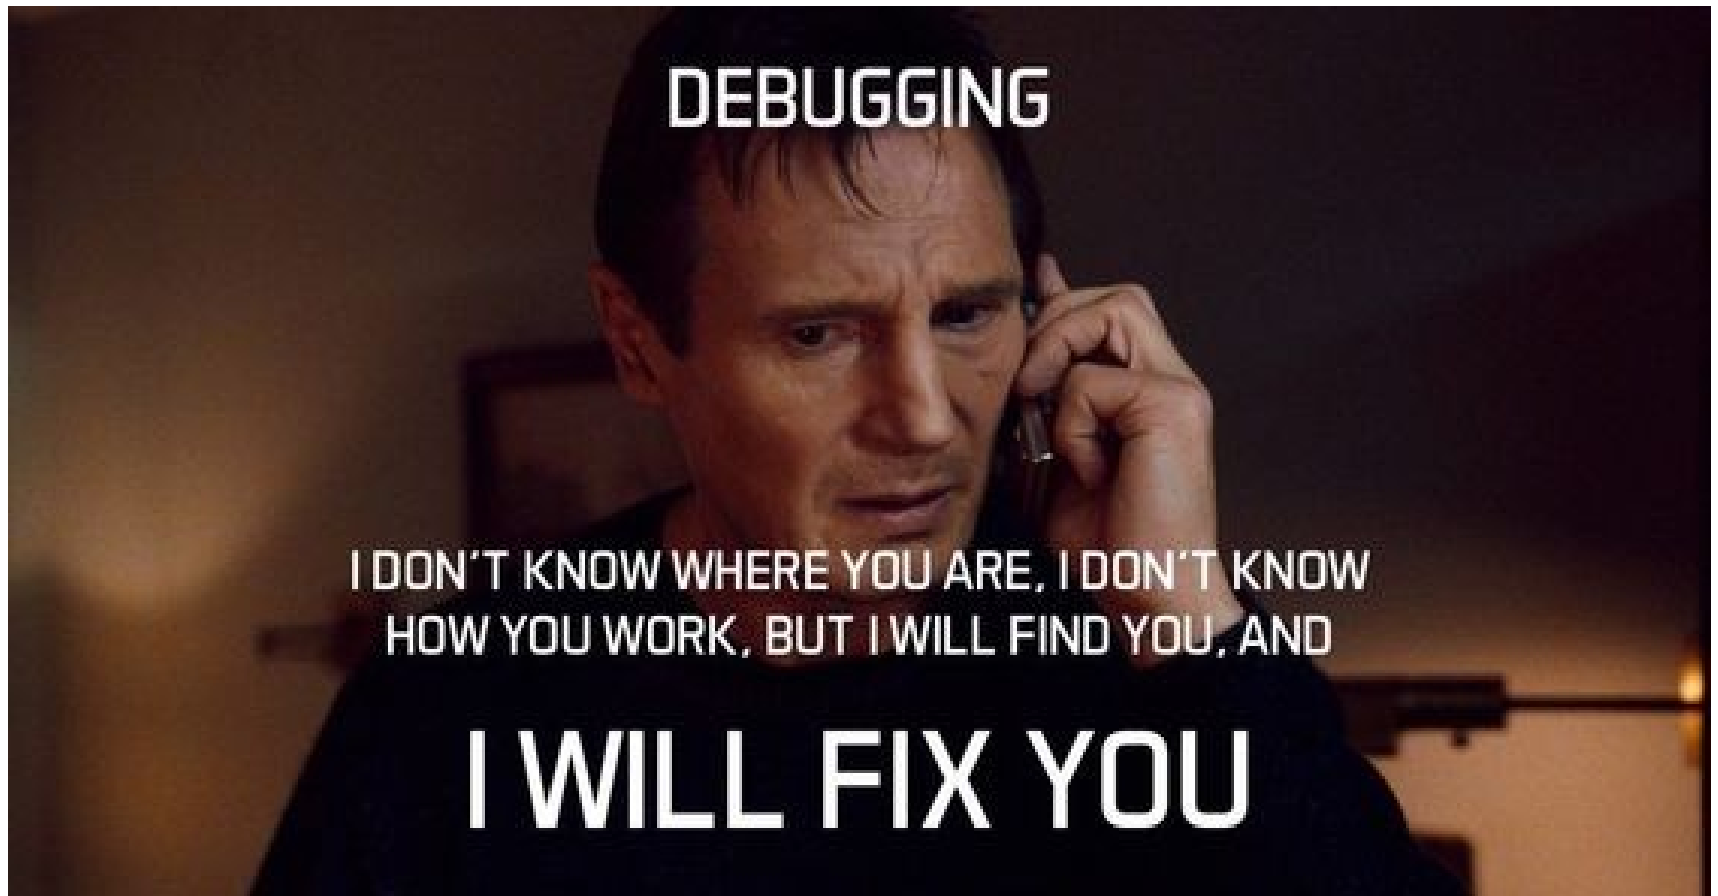 DEBUGGING
I DON'T KNOW WHERE YOU ARE, I DON'T KNOW
HOW YOU WORK, BUT I WILL FIND YOU, AND
I WILL FIX YOU